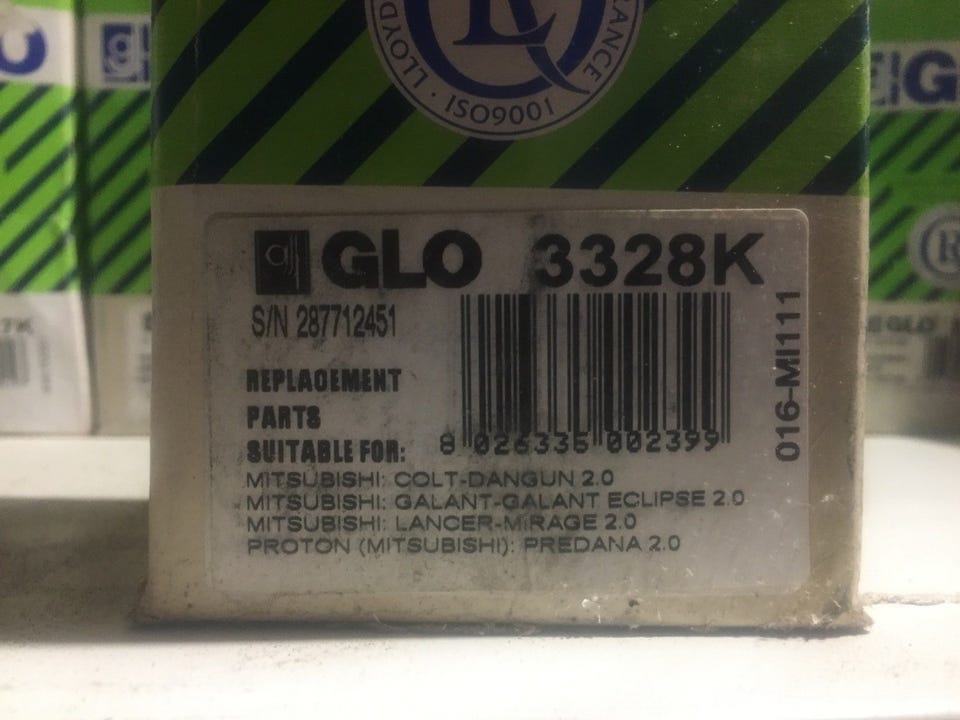 LLOYD
RANCE
· ISO9001 ·
GLO 3328K
S/N 287712451
REPLACEMENT
PARTS
SUITABLE FOR:
8 026335 002399
016-MI111
MITSUBISHI: COLT-DANGUN 2.0
MITSUBISHI: GALANT-GALANT ECLIPSE 2.0
MITSUBISHI: LANCER-MIRAGE 2.0
PROTON (MITSUBISHI): PREDANA 2.0